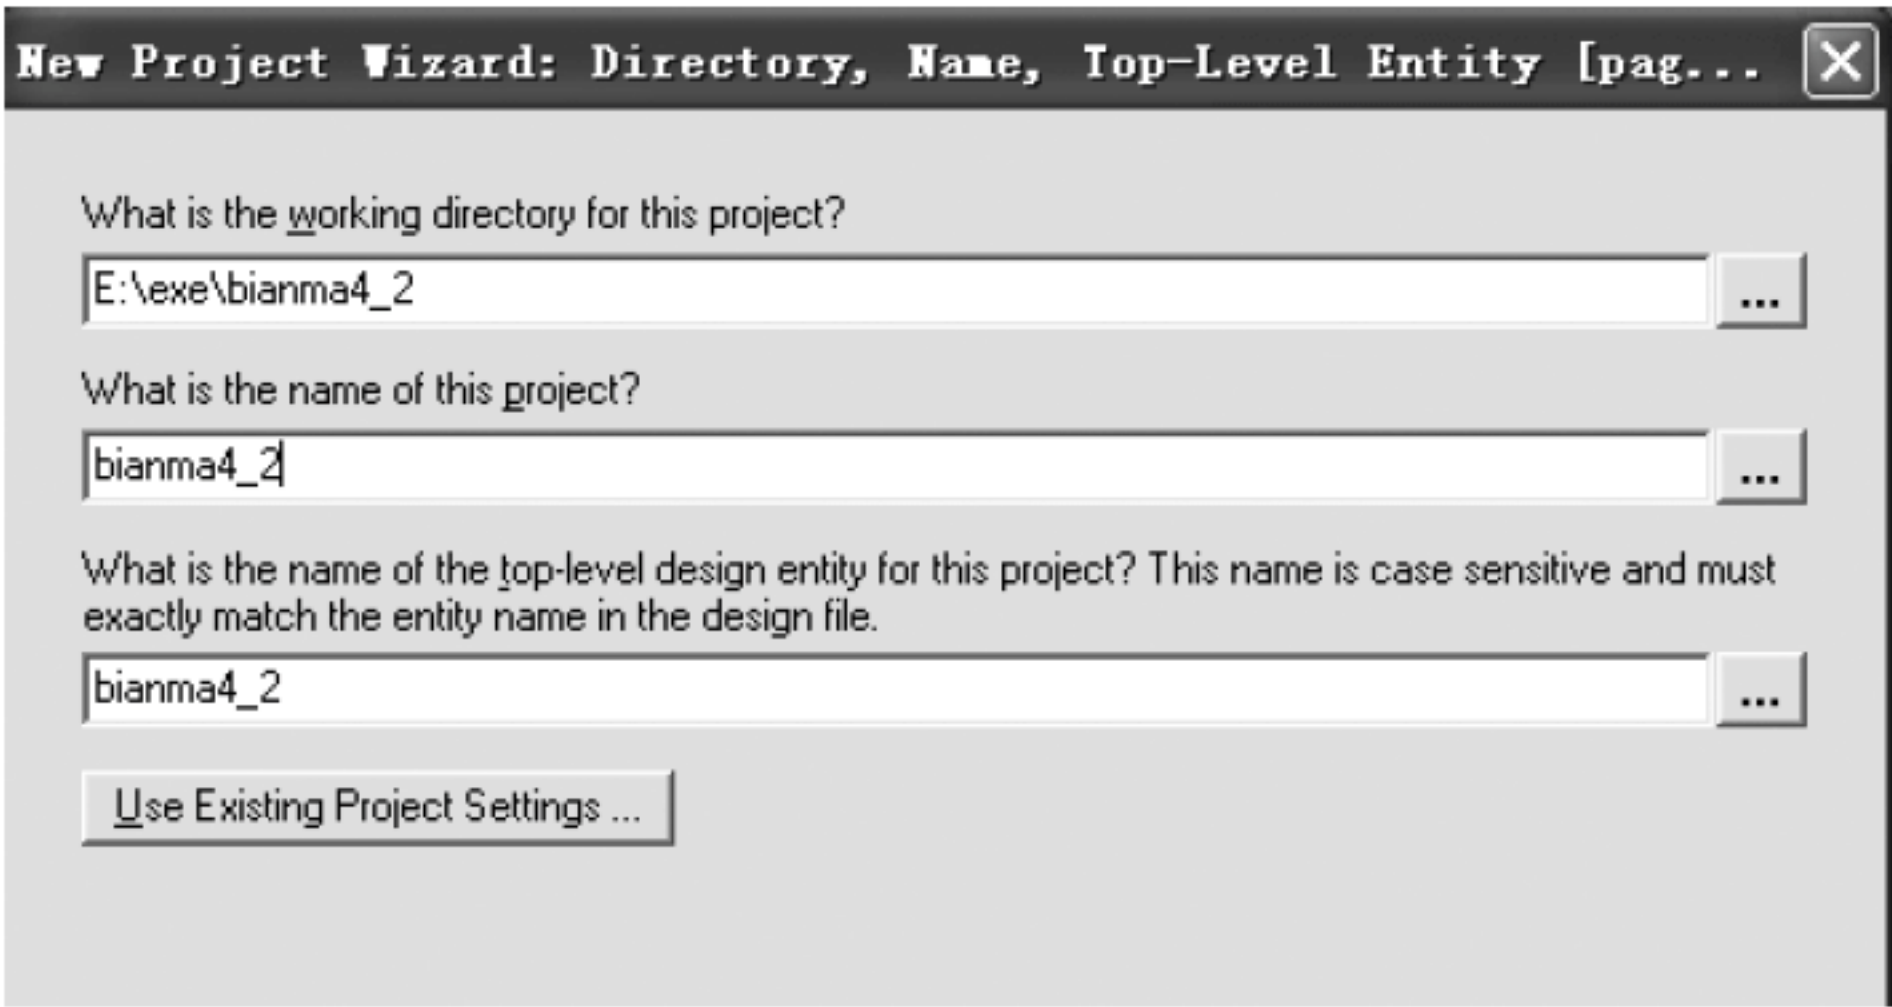 New Project Wizard: Directory, Name, Top-Level Entity [pag...
What is the working directory for this project?
E:\exe\bianma4_2
...
What is the name of this project?
bianma4_2
...
What is the name of the top-level design entity for this project? This name is case sensitive and must
exactly match the entity name in the design file.
bianma4_2
...
Use Existing Project Settings ...